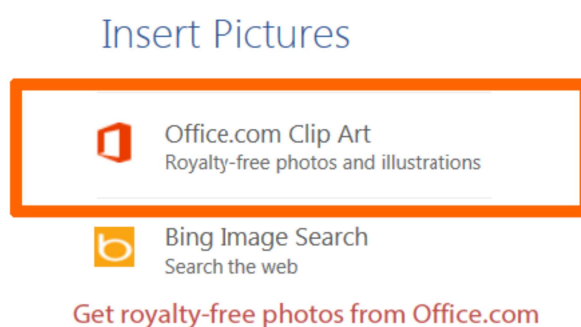 Insert Pictures
Office.com Clip Art
Royalty-free photos and illustrations
Bing Image Search
Search the web
Get royalty-free photos from Office.com